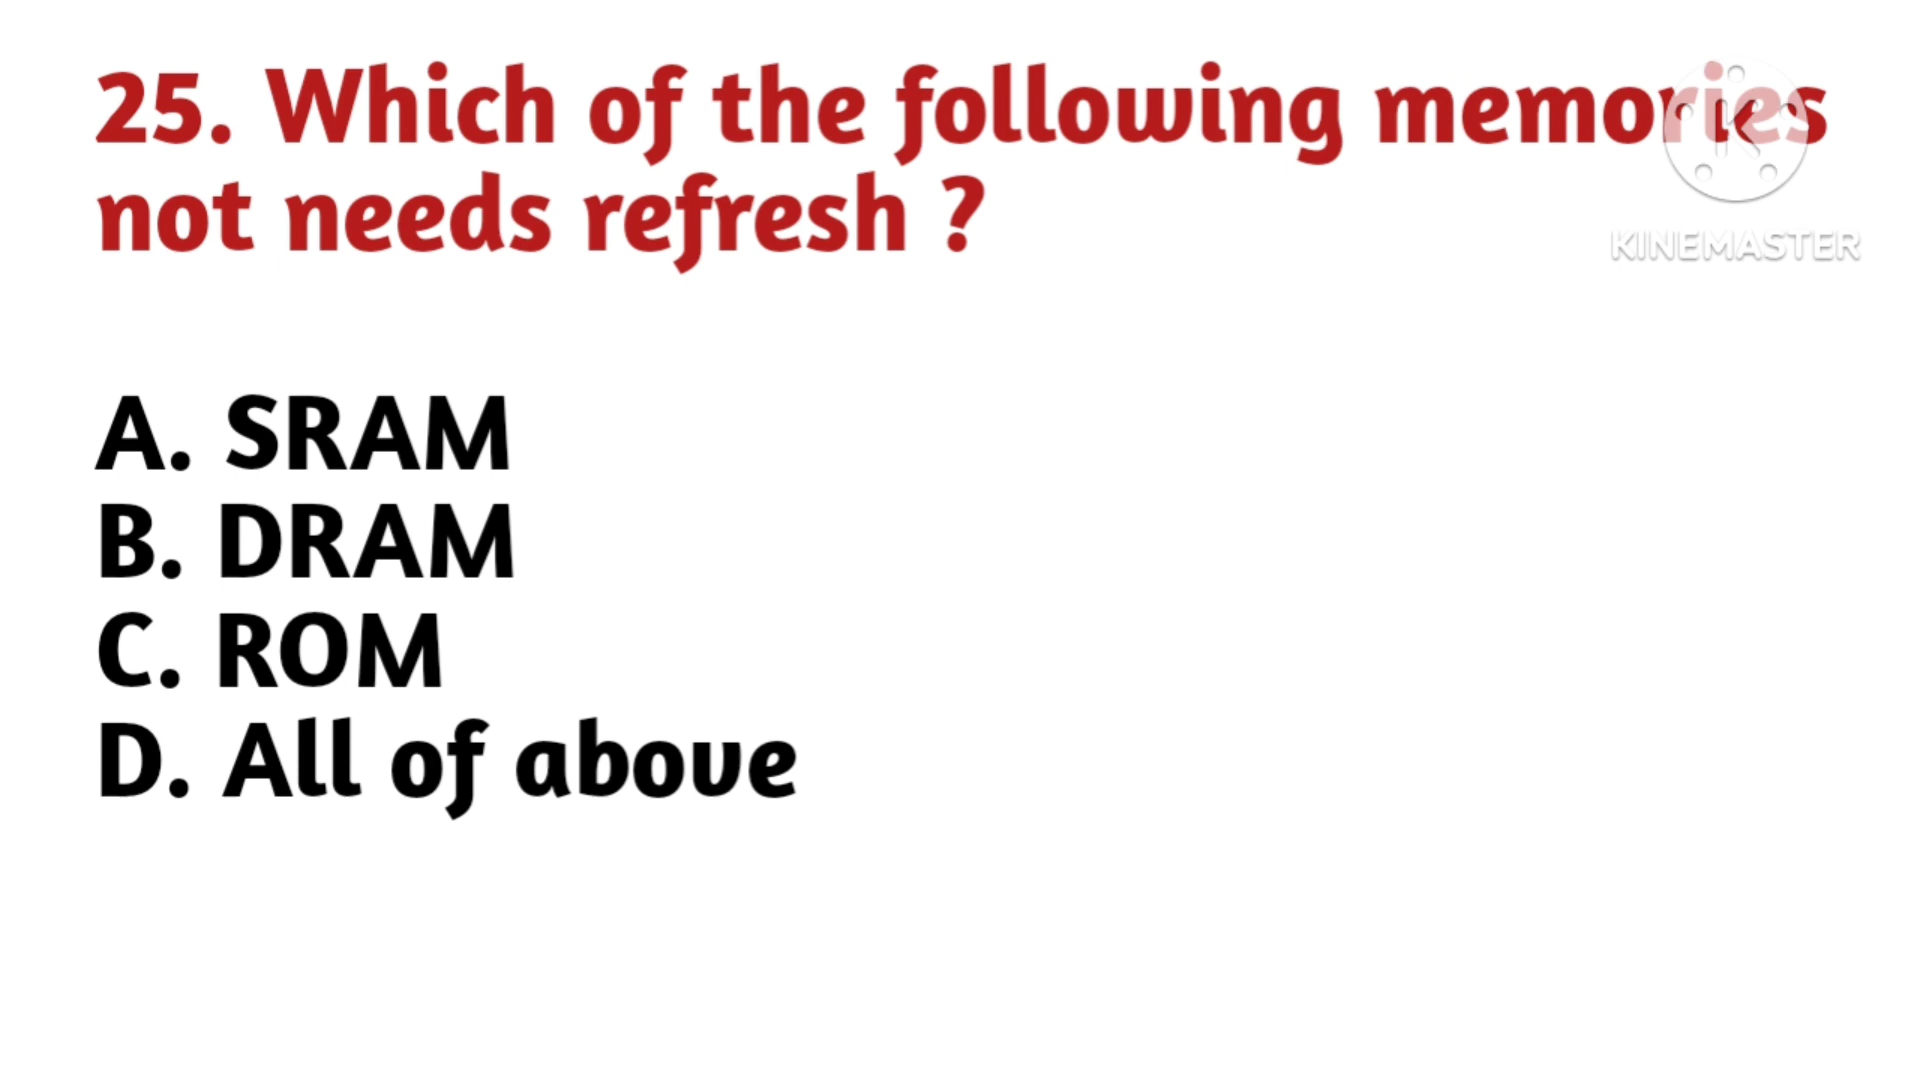 25. Which of the following memories
not needs refresh ?
KINEMASTER
A. SRAM
B. DRAM
C. ROM
D. All of above